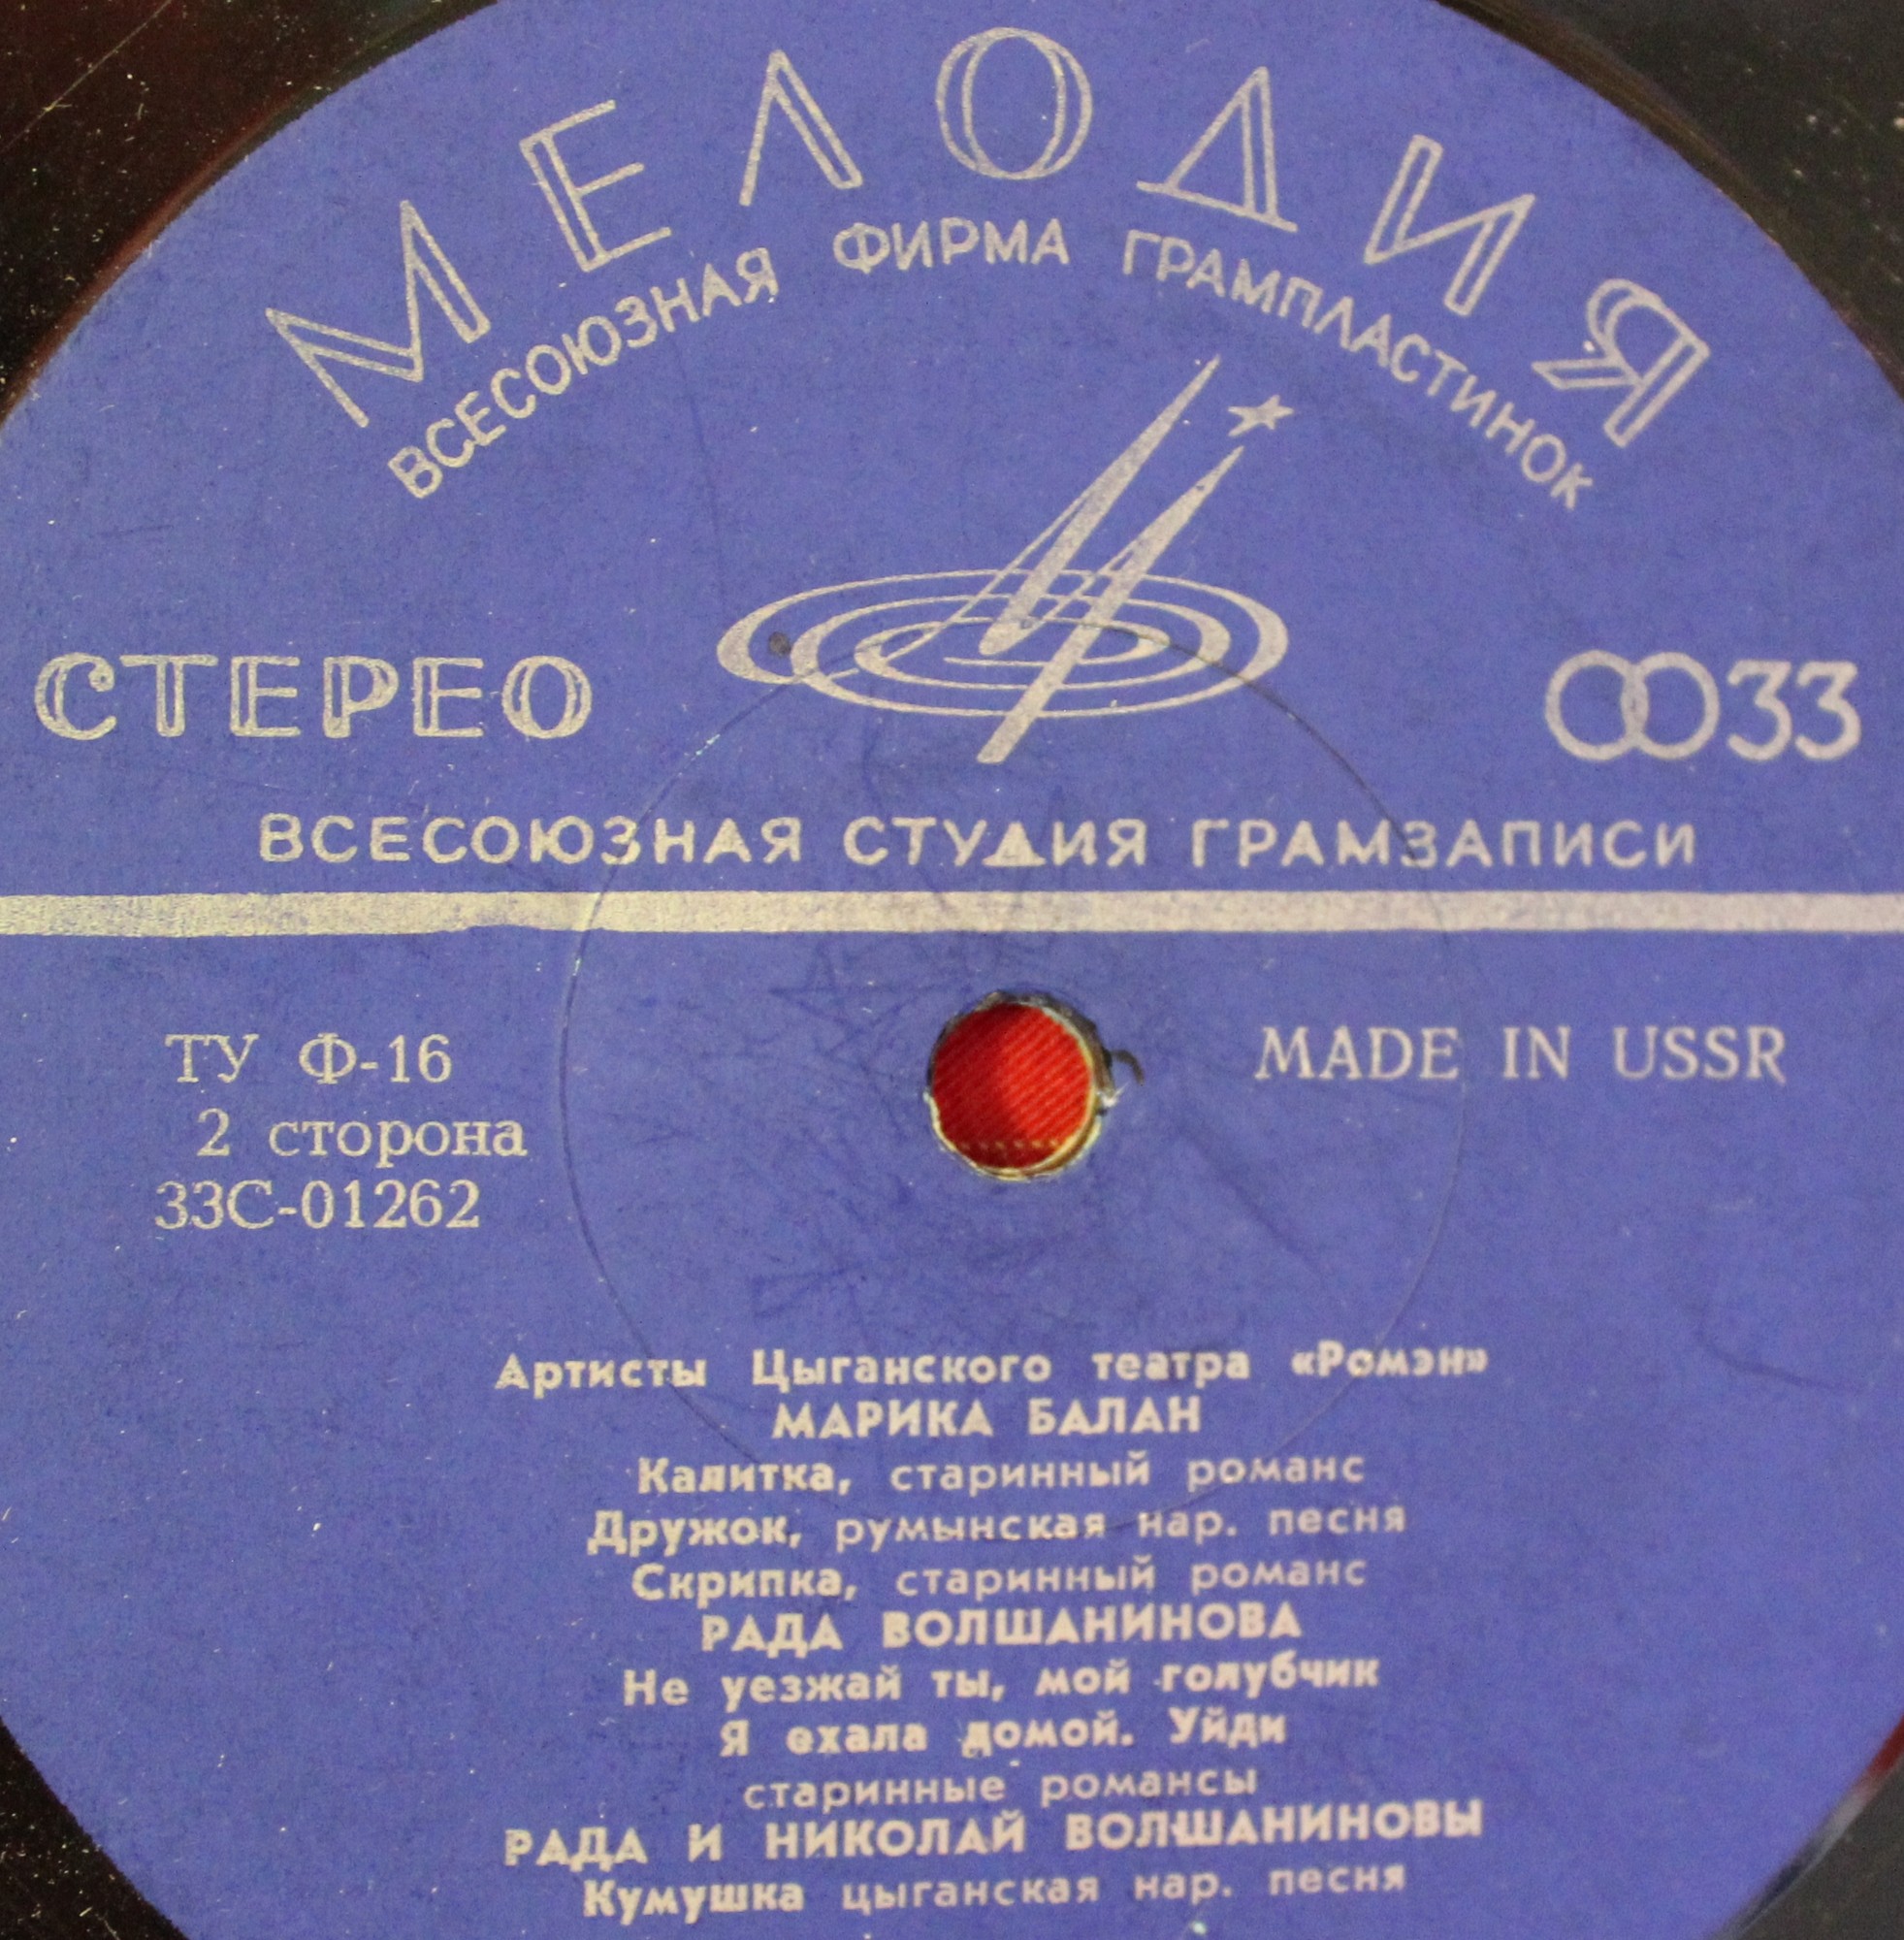 МЕЛОДИЯ
ВСЕСОЮЗНАЯ ФИРМА ГРАМПЛАСТИНОК
СТЕРЕО
33
ВСЕСОЮЗНАЯ СТУДИЯ ГРАМЗАПИСИ
ТУ Ф-16
MADE IN USSR
2 сторона
33С-01262
Артисты Цыганского театра «Ромэн»
МАРИКА БАЛАН
Калитка, старинный романс
Дружок, румынская нар. песня
Скрипка, старинный романс
РАДА ВОЛШАНИНОВА
Не уезжай ты, мой голубчик
Я ехала домой. Уйди
старинные романсы
РАДА И НИКОЛАЙ ВОЛШАНИНОВЫ
Кумушка цыганская нар. песня